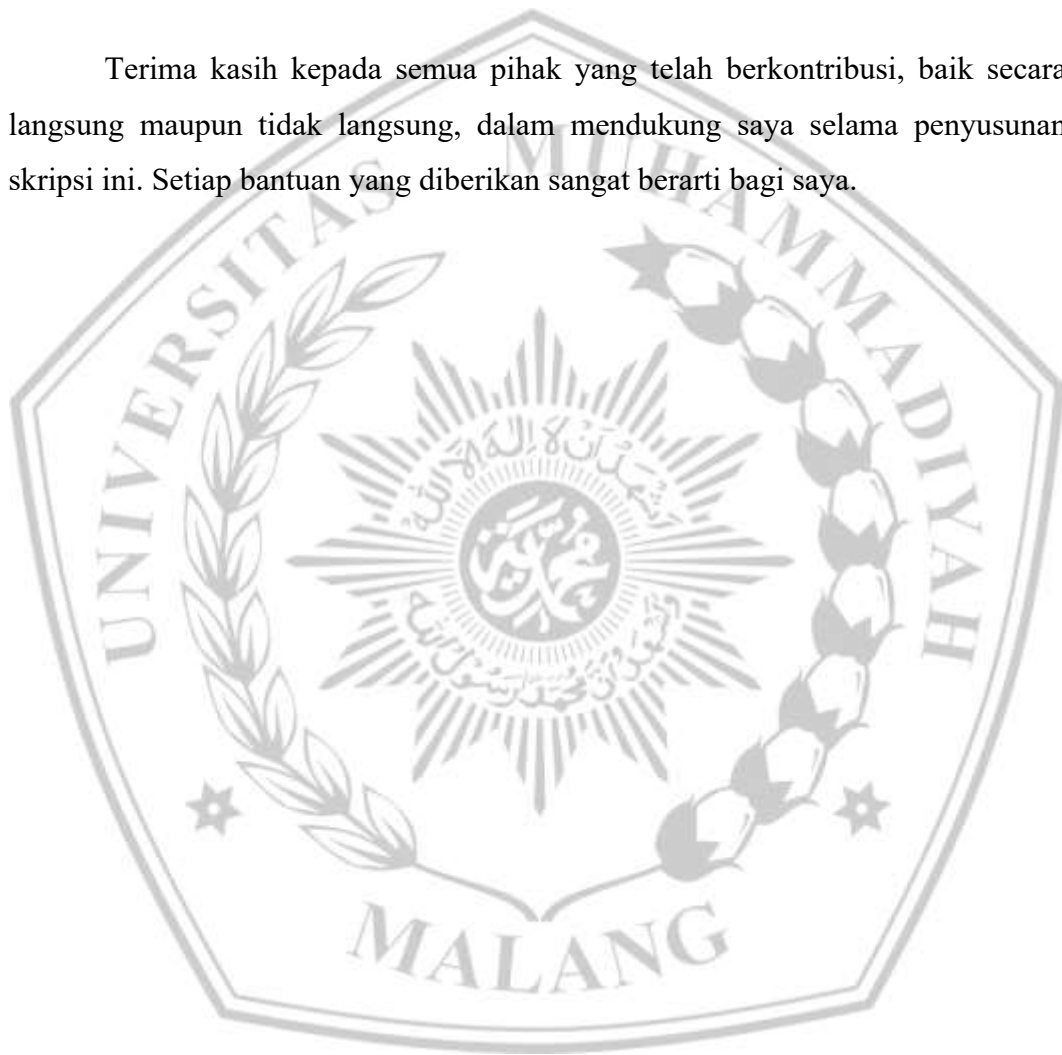 Terima kasih kepada semua pihak yang telah berkontribusi, baik secara
langsung maupun tidak langsung, dalam mendukung saya selama penyusunan
skripsi ini. Setiap bantuan yang diberikan sangat berarti bagi saya.
UNIVERSITAS MUHAMMADIYAH
MALANG